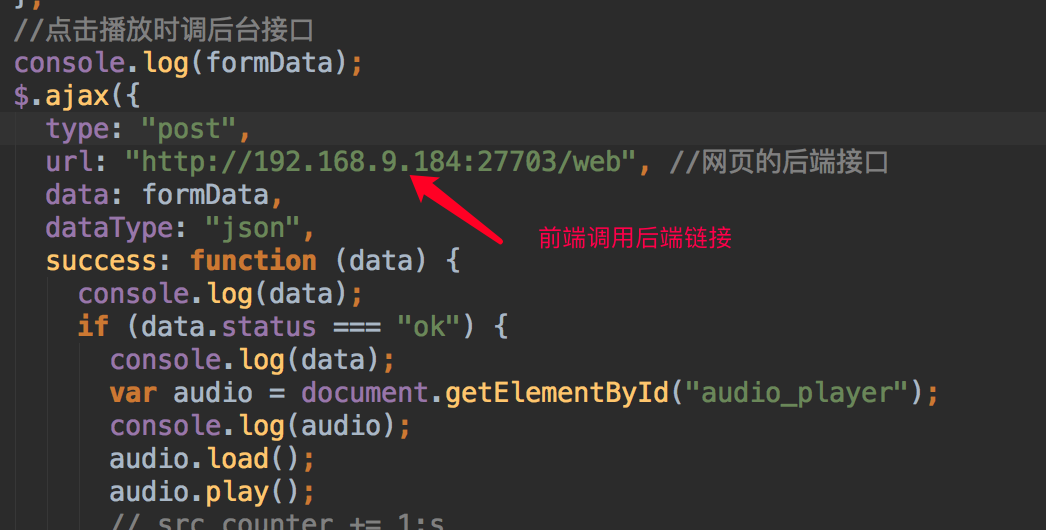 };
//点击播放时调后台接口
console.log(formData);
$.ajax({
type: "post",
url: "http://192.168.9.184:27703/web", //网页的后端接口
data: formData,
dataType: "json",
前端调用后端链接
success: function (data) {
console.log(data);
if (data.status === "ok") {
console.log(data);
var audio = document.getElementById("audio_player");
console.log(audio);
audio.load();
audio.play();
// src_counter += 1;s